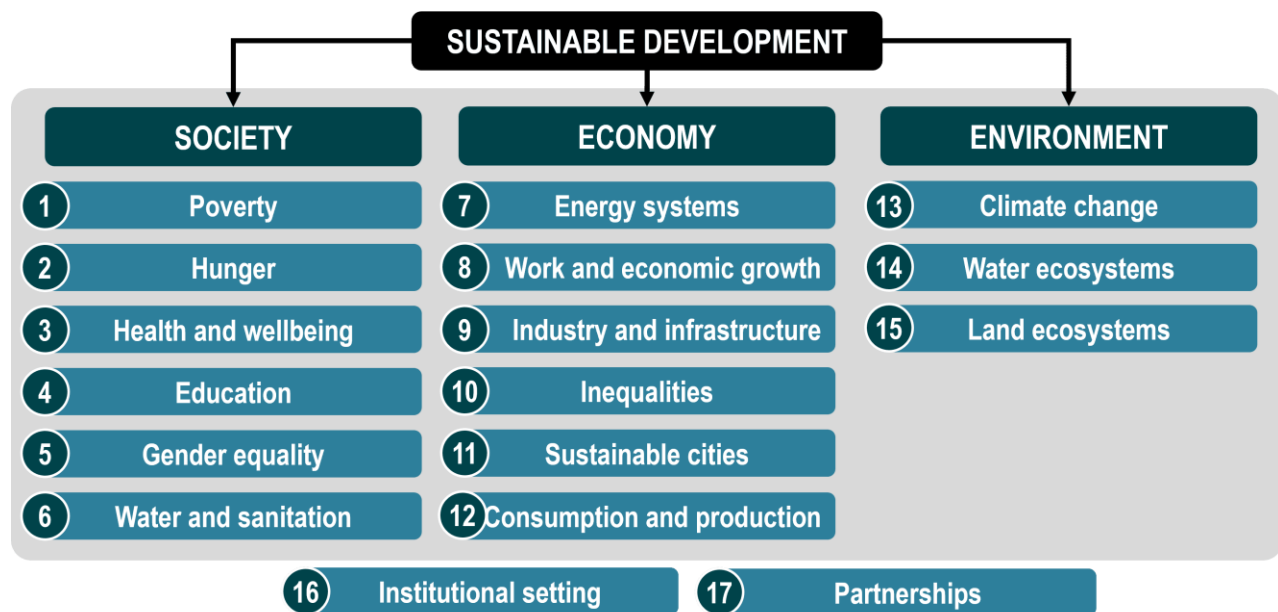 SUSTAINABLE DEVELOPMENT
SOCIETY
1 Poverty
2 Hunger
3 Health and wellbeing
4 Education
5 Gender equality
6 Water and sanitation
ECONOMY
7 Energy systems
8 Work and economic growth
9 Industry and infrastructure
10 Inequalities
11 Sustainable cities
12 Consumption and production
ENVIRONMENT
13 Climate change
14 Water ecosystems
15 Land ecosystems
16 Institutional setting
17 Partnerships